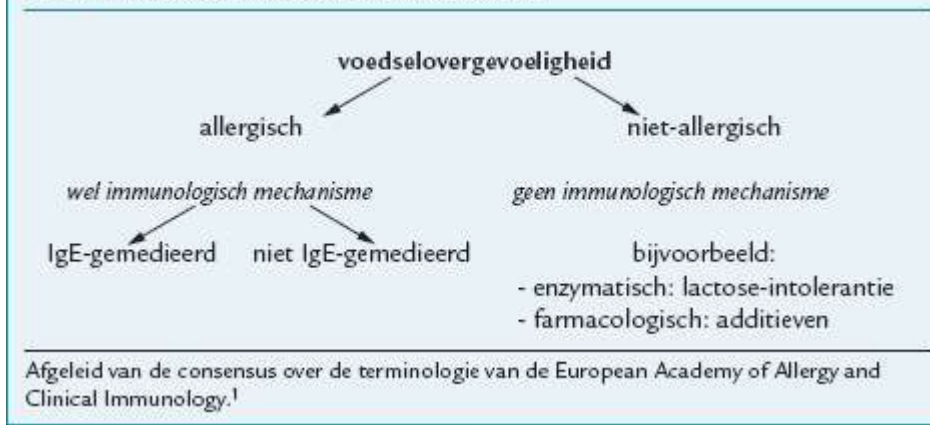 voedselovergevoeligheid
allergisch
niet-allergisch
wel immunologisch mechanisme
geen immunologisch mechanisme
IgE-gemedieerd
niet IgE-gemedieerd
bijvoorbeeld:
- enzymatisch: lactose-intolerantie
- farmacologisch: additieven
Afgeleid van de consensus over de terminologie van de European Academy of Allergy and
Clinical Immunology.¹